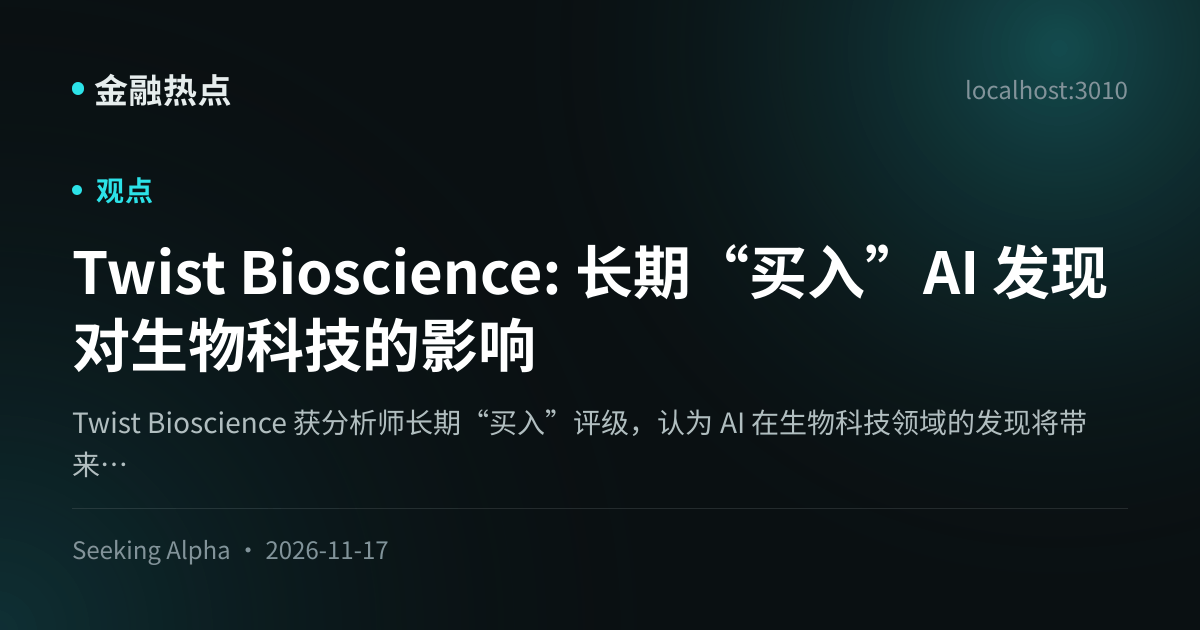 金融热点
localhost:3010
观点
Twist Bioscience: 长期“买入”AI 发现
对生物科技的影响
Twist Bioscience 获分析师长期“买入”评级，认为 AI 在生物科技领域的发现将带
来…
Seeking Alpha · 2026-11-17